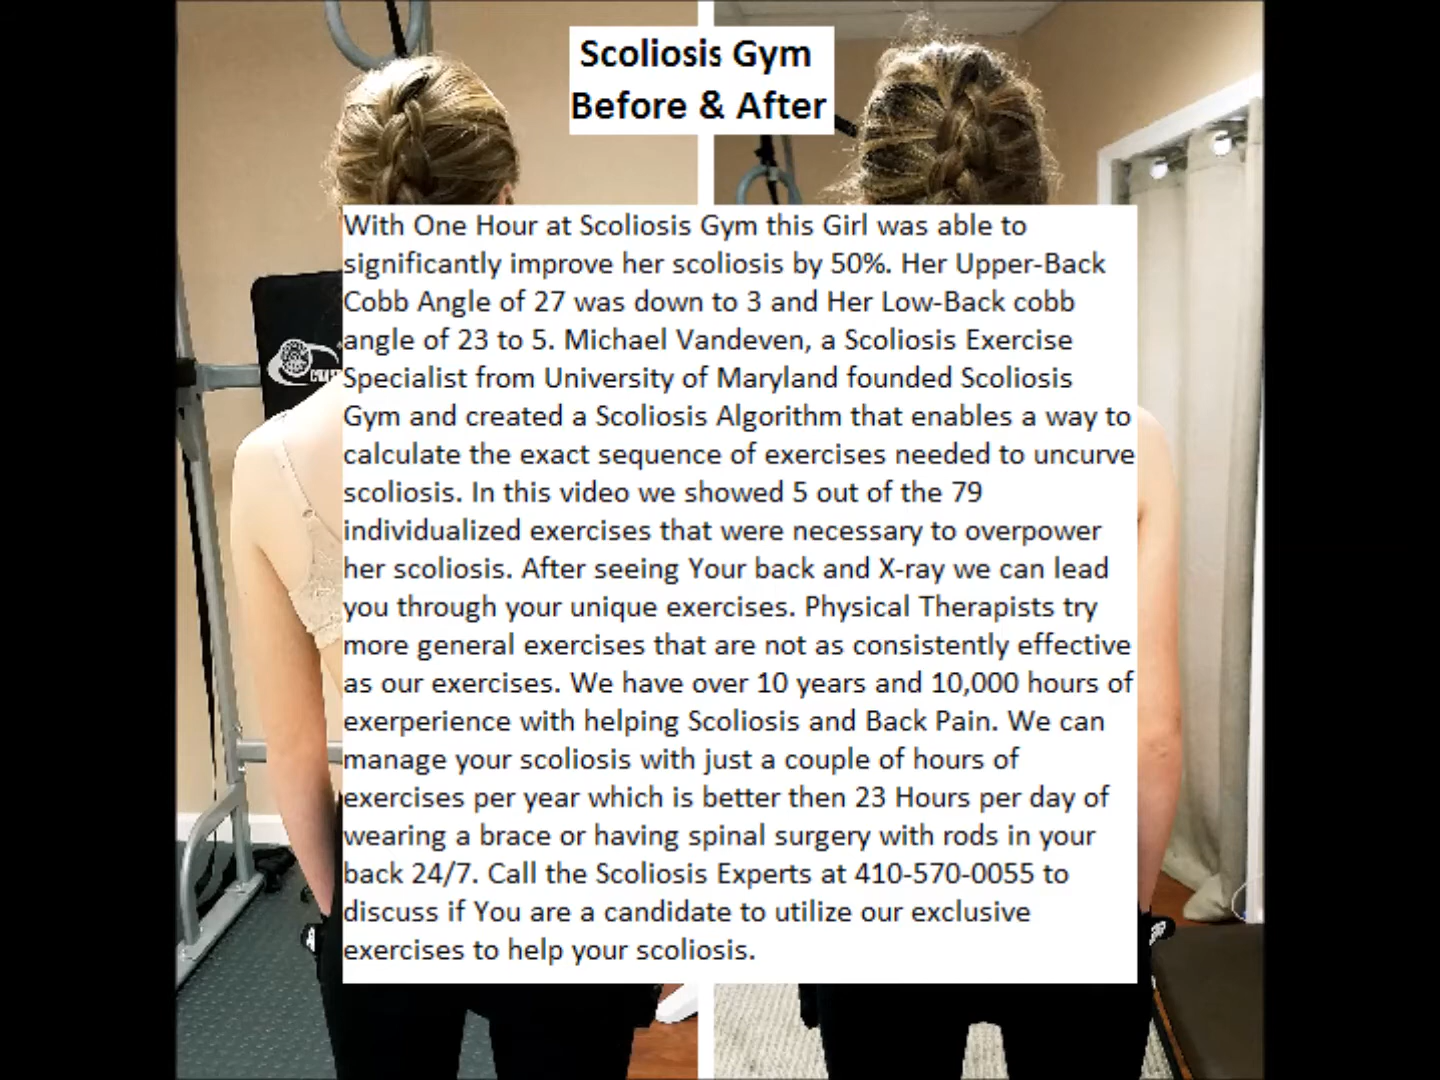 Scoliosis Gym
Before & After
With One Hour at Scoliosis Gym this Girl was able to
significantly improve her scoliosis by 50%. Her Upper-Back
Cobb Angle of 27 was down to 3 and Her Low-Back cobb
angle of 23 to 5. Michael Vandeven, a Scoliosis Exercise
Specialist from University of Maryland founded Scoliosis
Gym and created a Scoliosis Algorithm that enables a way to
calculate the exact sequence of exercises needed to uncurve
scoliosis. In this video we showed 5 out of the 79
individualized exercises that were necessary to overpower
her scoliosis. After seeing Your back and X-ray we can lead
you through your unique exercises. Physical Therapists try
more general exercises that are not as consistently effective
as our exercises. We have over 10 years and 10,000 hours of
exerperience with helping Scoliosis and Back Pain. We can
manage your scoliosis with just a couple of hours of
exercises per year which is better then 23 Hours per day of
wearing a brace or having spinal surgery with rods in your
back 24/7. Call the Scoliosis Experts at 410-570-0055 to
discuss if You are a candidate to utilize our exclusive
exercises to help your scoliosis.